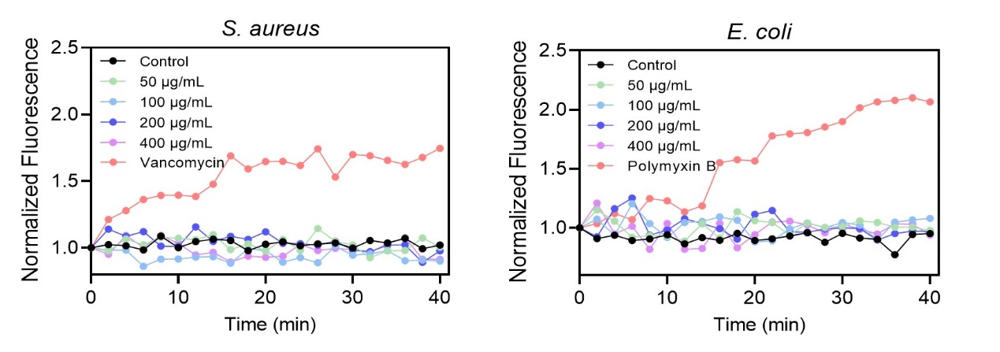 S. aureus
Normalized Fluorescence
2.5
2.0
1.5
1.0
Control
50 µg/mL
100 µg/mL
200 µg/mL
400 µg/mL
Vancomycin
0
10
20
30
40
Time (min)
E. coli
Normalized Fluorescence
2.5
2.0
1.5
1.0
Control
50 µg/mL
100 µg/mL
200 µg/mL
400 µg/mL
Polymyxin B
0
10
20
30
40
Time (min)